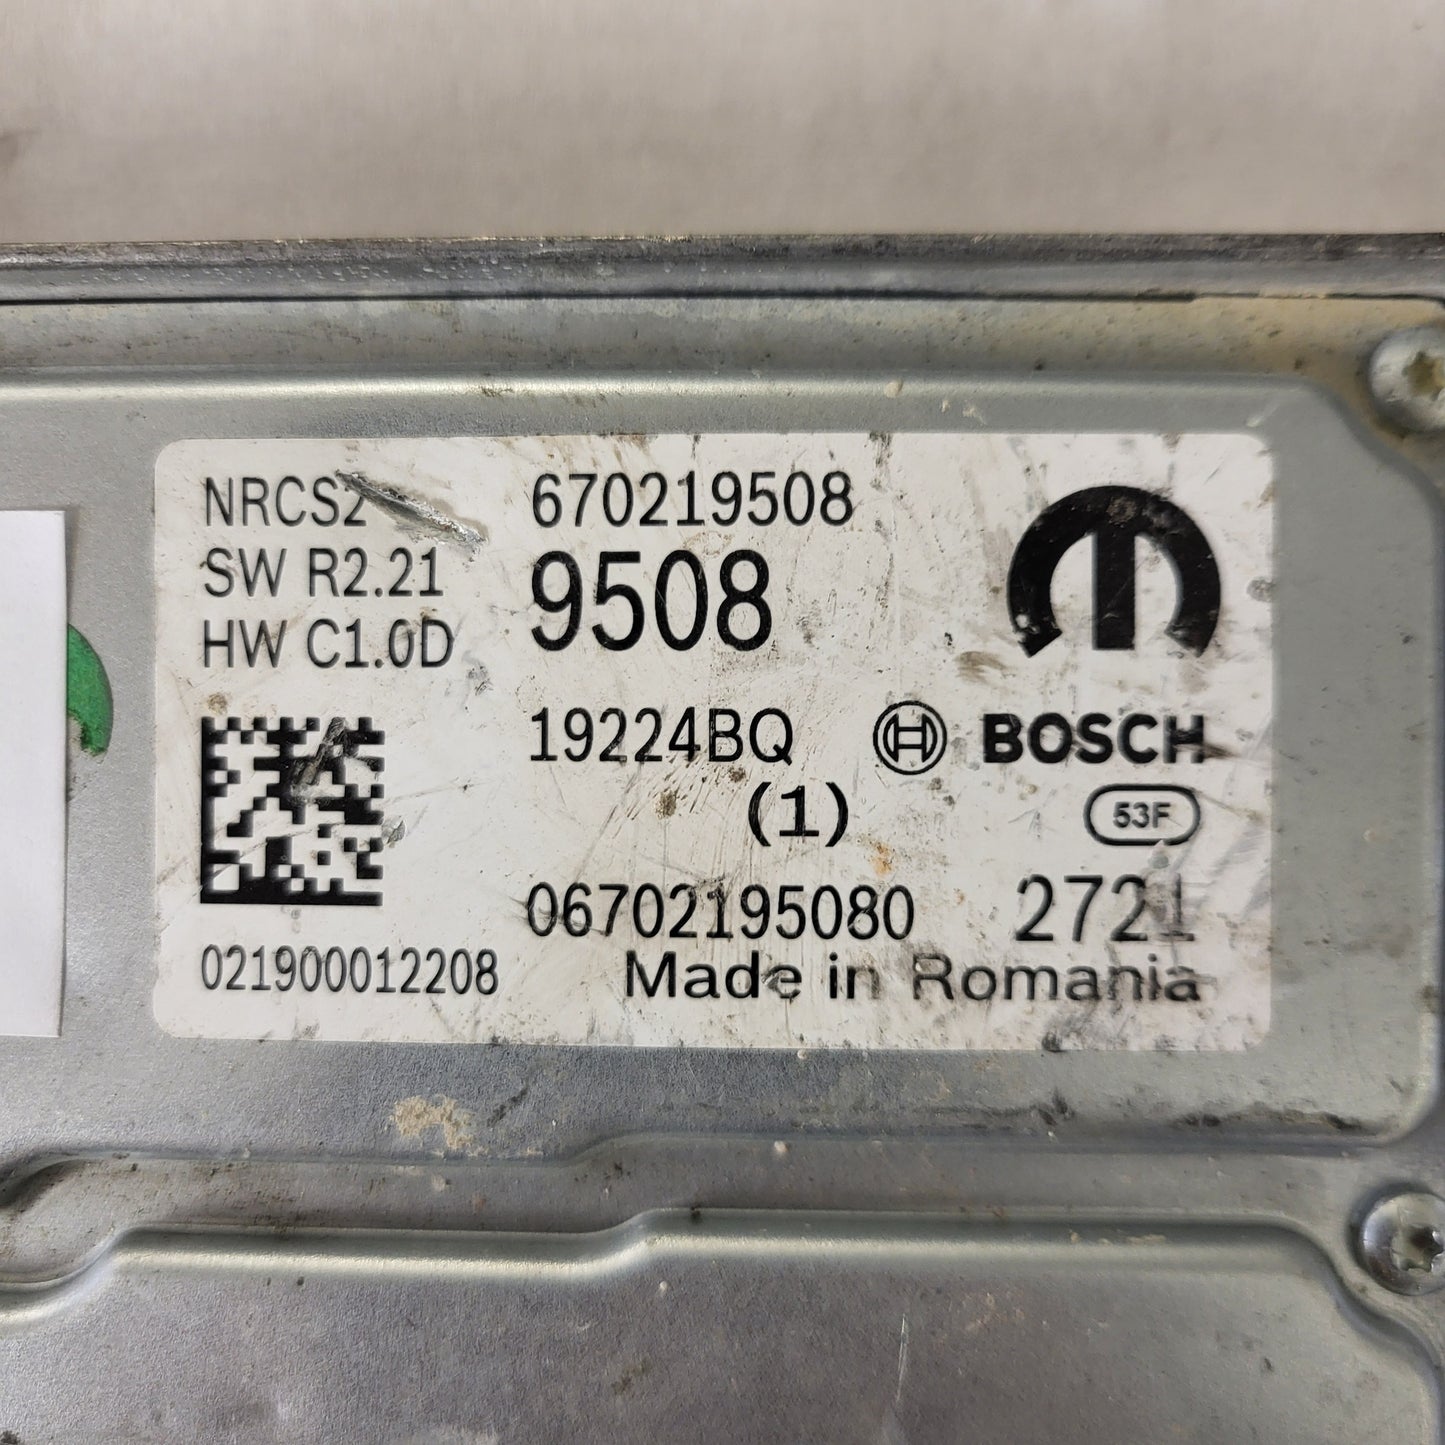 NRCS2 670219508
SW R2.21 9508
HW C1.0D
19224BQ BOSCH
(1) 53F
06702195080 2721
021900012208 Made in Romania